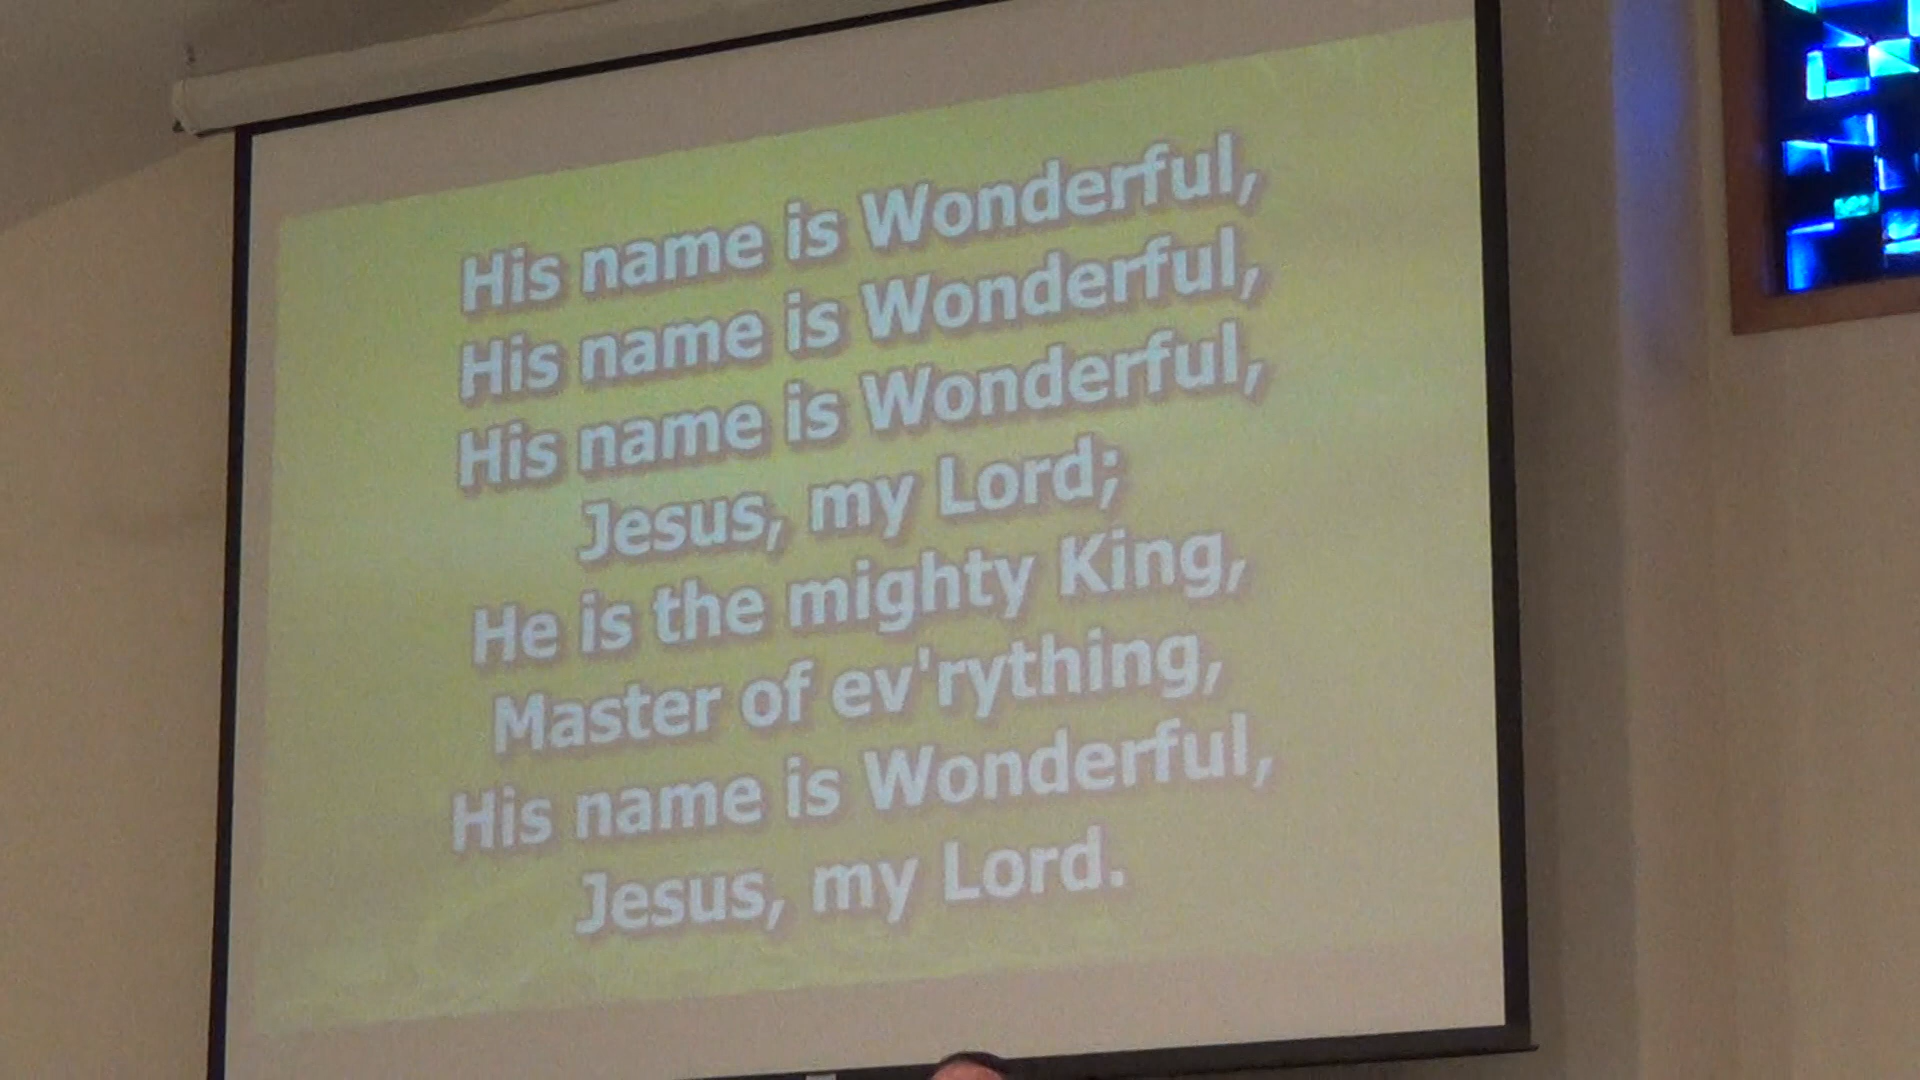 His name is Wonderful,
His name is Wonderful,
His name is Wonderful,
Jesus, my Lord;
He is the mighty King,
Master of ev'rything,
His name is Wonderful,
Jesus, my Lord.